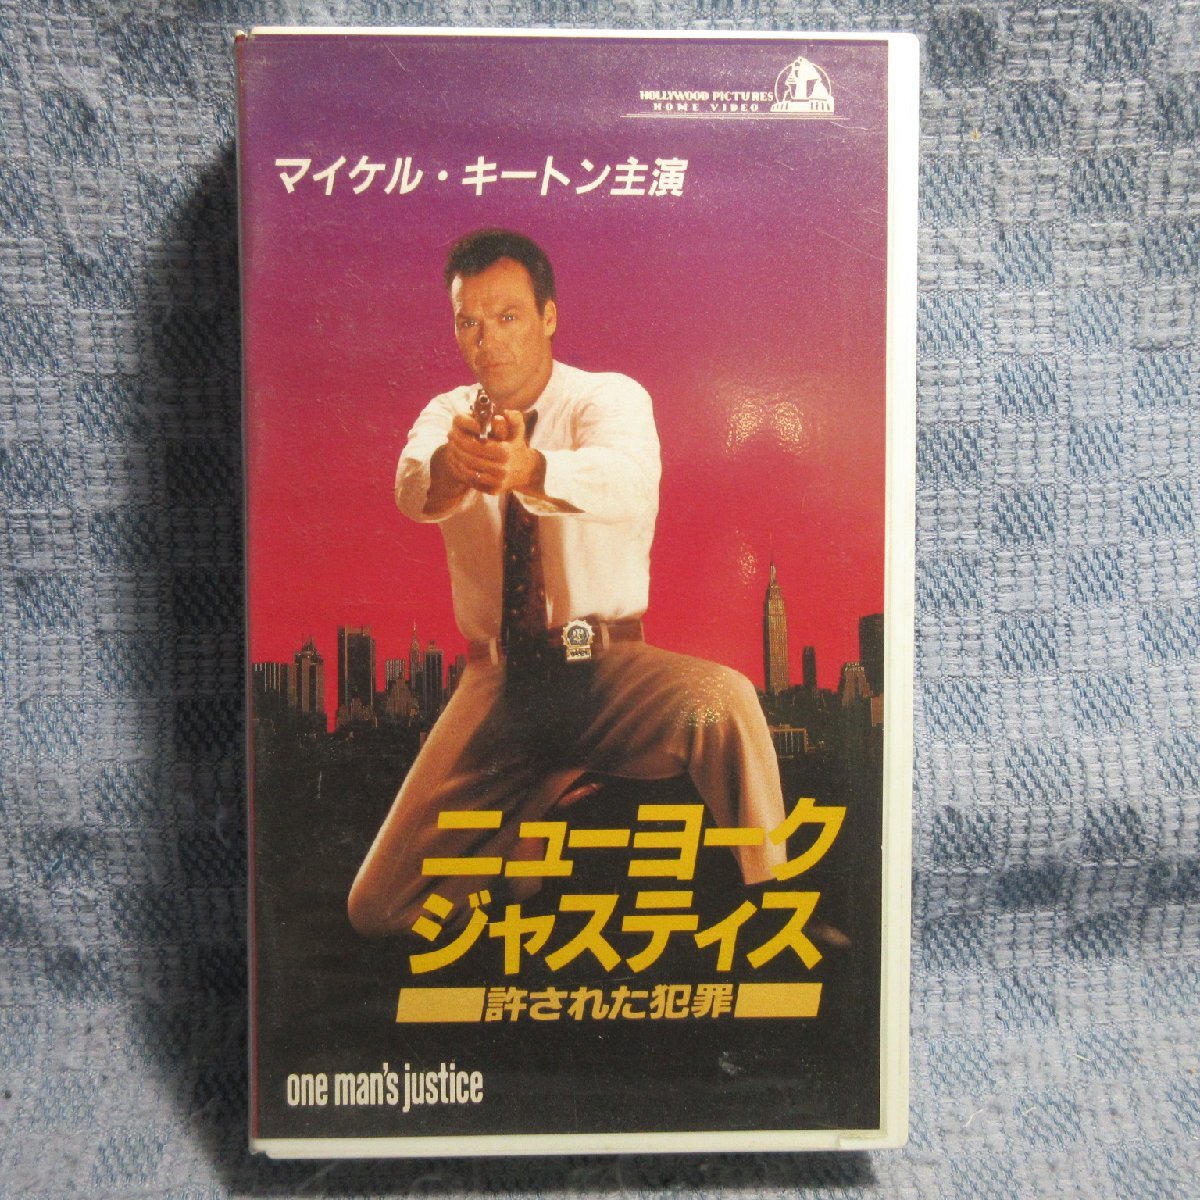 HOLLYWOOD PICTURES
HOME VIDEO
マイケル・キートン主演
ニューヨーク
ジャスティス
許された犯罪
one man's justice